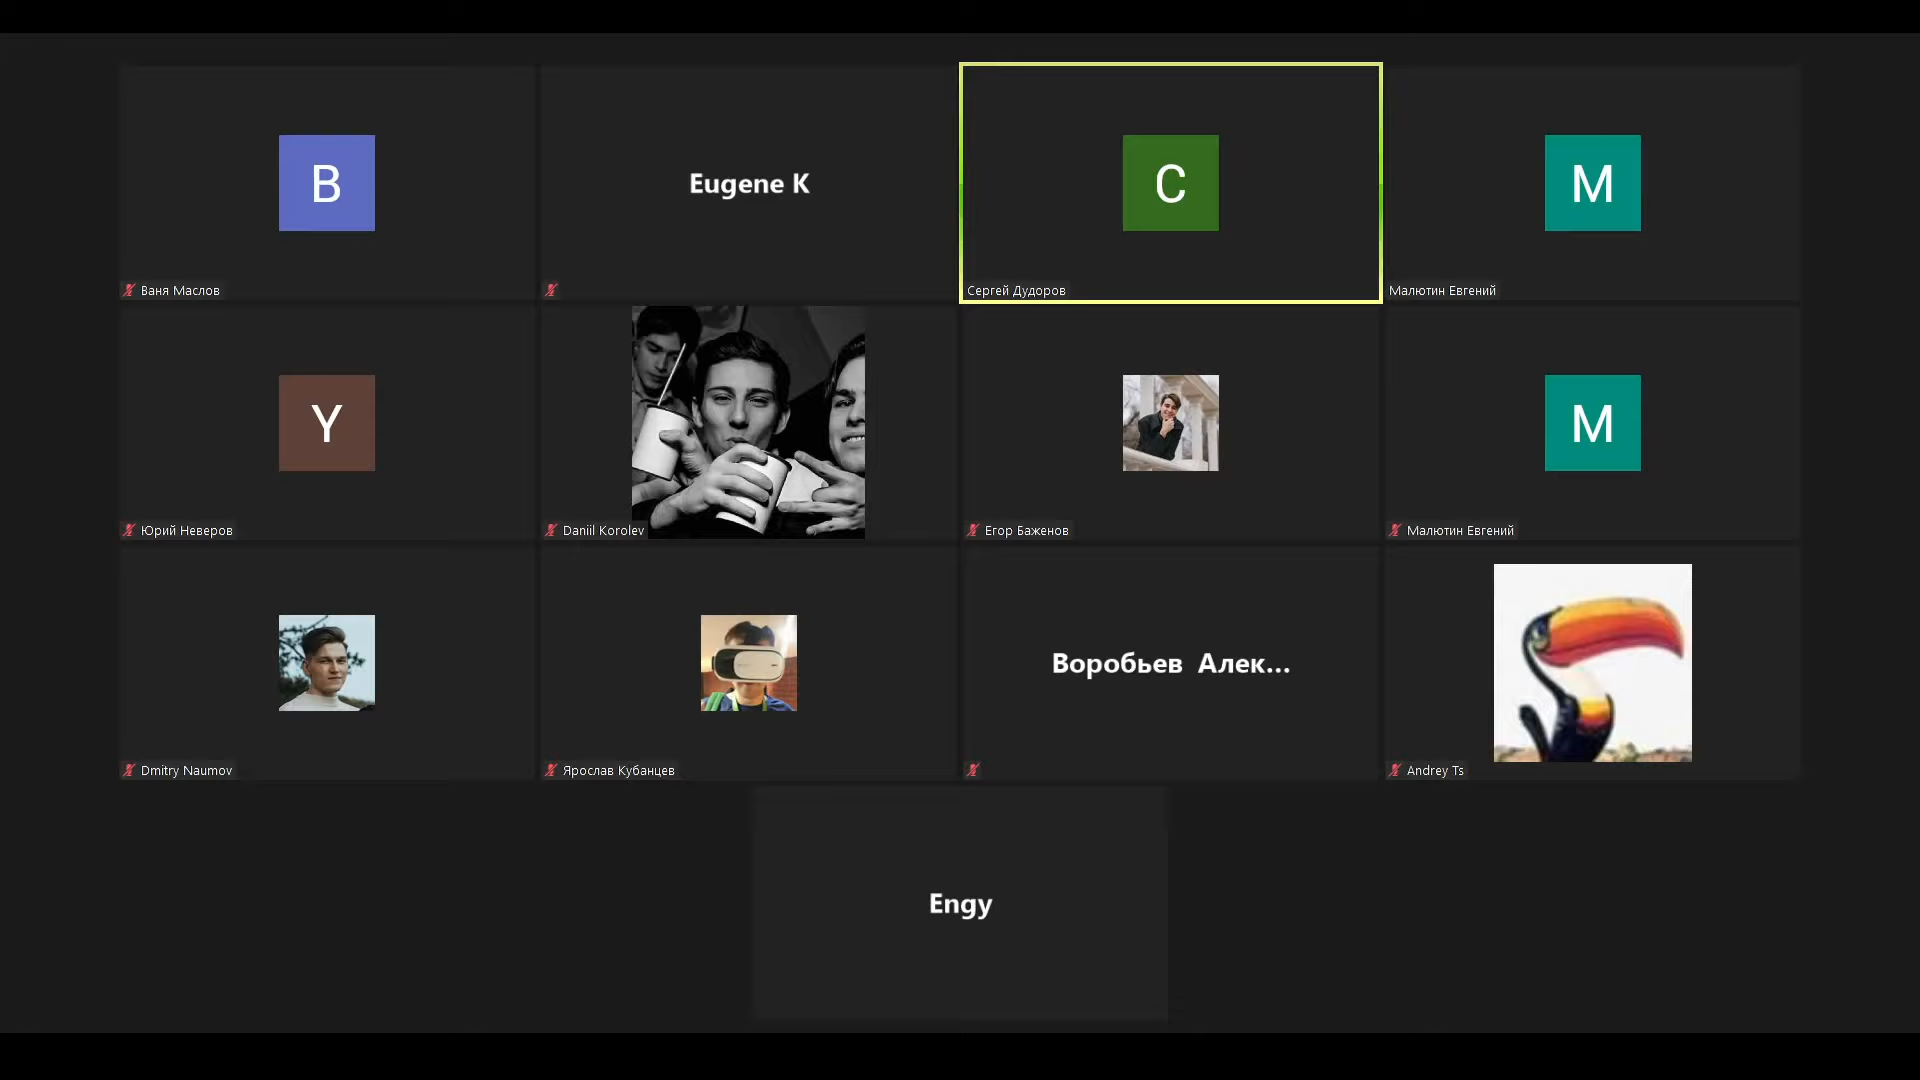 B
Ваня Маслов
Eugene K
C
Сергей Дудоров
M
Малютин Евгений
Y
Юрий Неверов
Daniil Korolev
Егор Баженов
M
Малютин Евгений
Dmitry Naumov
Ярослав Кубанцев
Воробьев Алек...
Andrey Ts
Engy